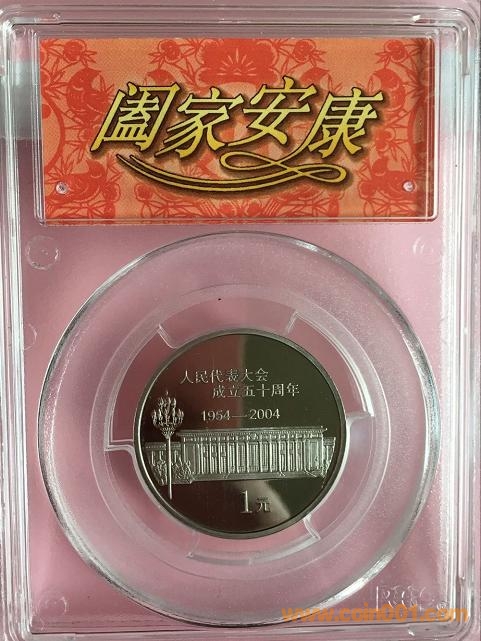 阖家安康
人民代表大会
成立五十周年
1954—2004
1元
www.coin001.com